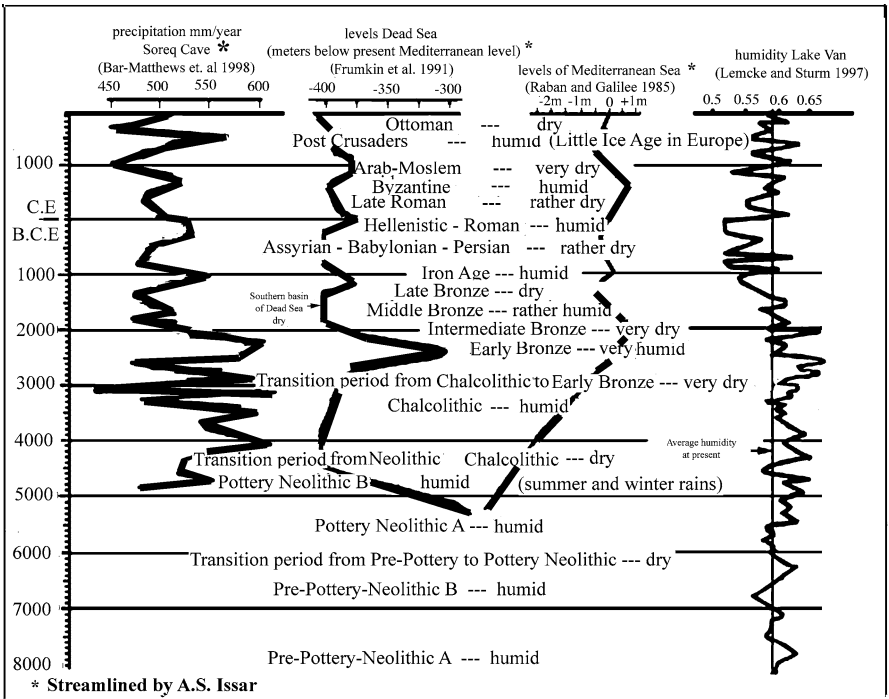 precipitation mm/year
Soreq Cave *
(Bar-Matthews et. al 1998)
450 500 550 600
levels Dead Sea
(meters below present Mediterranean level) *
(Frumkin et al. 1991)
-400 -350 -300
levels of Mediterranean Sea *
(Raban and Galilee 1985)
-2m -1m 0 +1m
humidity Lake Van
(Lemcke and Sturm 1997)
0.5 0.55 0.6 0.65
Ottoman --- dry
Post Crusaders --- humid (Little Ice Age in Europe)
1000
Arab-Moslem --- very dry
Byzantine --- humid
Late Roman --- rather dry
C.E
B.C.E
Hellenistic - Roman --- humid
Assyrian - Babylonian - Persian --- rather dry
1000
Iron Age --- humid
Late Bronze --- dry
Southern basin
of Dead Sea
dry
Middle Bronze --- rather humid
2000
Intermediate Bronze --- very dry
Early Bronze --- very humid
3000
Transition period from Chalcolithic to Early Bronze --- very dry
Chalcolithic --- humid
4000
Average humidity
at present
Transition period from Neolithic Chalcolithic --- dry
Pottery Neolithic B humid (summer and winter rains)
5000
Pottery Neolithic A --- humid
6000
Transition period from Pre-Pottery to Pottery Neolithic --- dry
Pre-Pottery-Neolithic B --- humid
7000
Pre-Pottery-Neolithic A --- humid
8000
* Streamlined by A.S. Issar